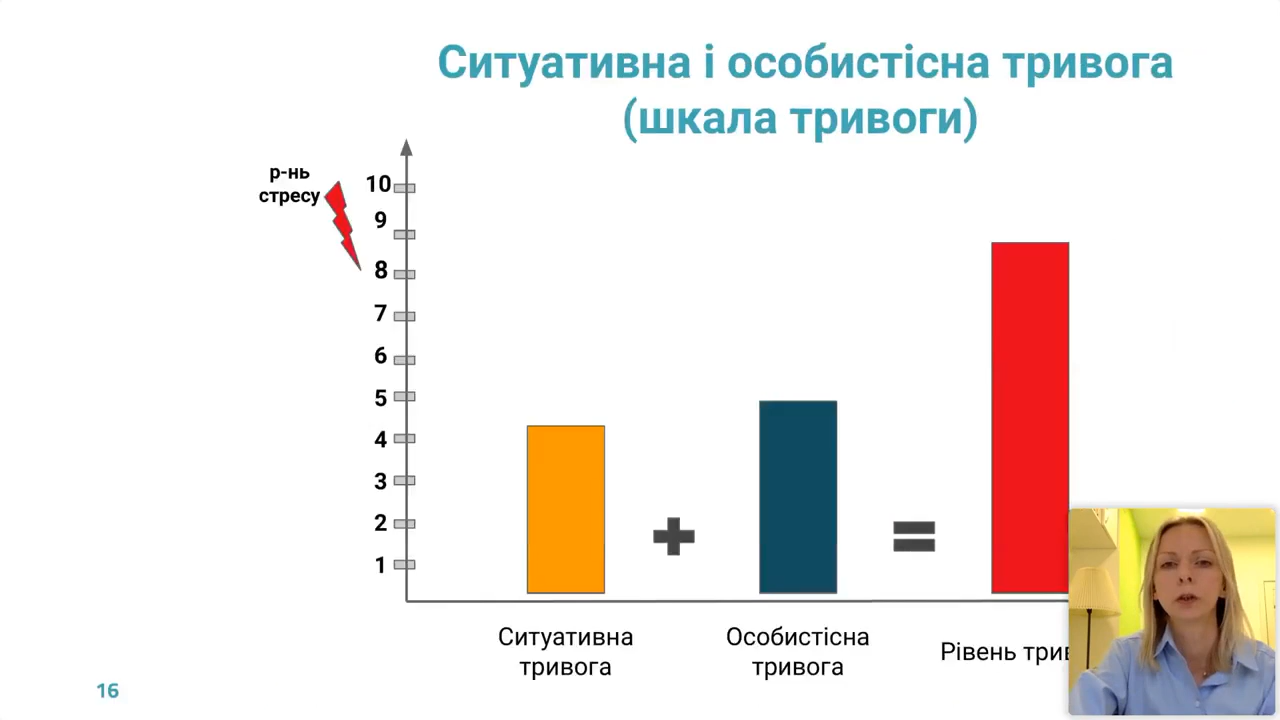 Ситуативна і особистісна тривога
(шкала тривоги)
р-нь
стресу
10
9
8
7
6
5
4
3
2
1
Ситуативна
тривога
Особистісна
тривога
Рівень
16